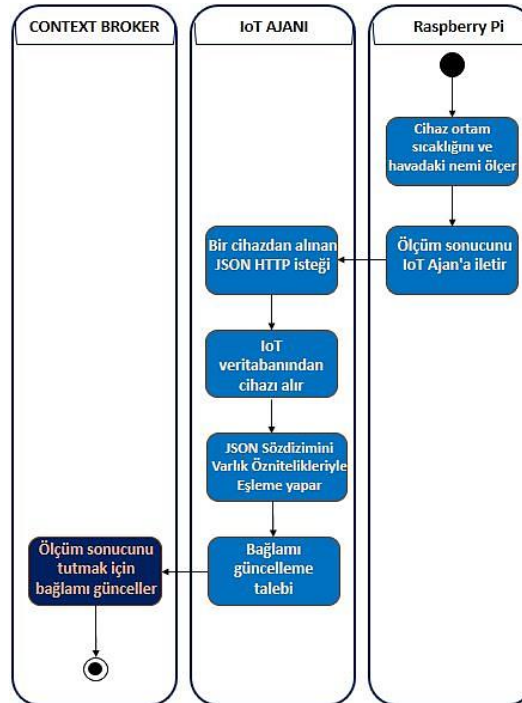 CONTEXT BROKER
IoT AJANI
Raspberry Pi
Cihaz ortam
sıcaklığını ve
havadaki nemi ölçer
Ölçüm sonucunu
IoT Ajan'a iletir
Bir cihazdan alınan
JSON HTTP isteği
IoT
veritabanından
cihazı alır
JSON Sözdizimini
Varlık Öznitelikleriyle
Eşleme yapar
Bağlamı
güncelleme
talebi
Ölçüm sonucunu
tutmak için
bağlamı günceller